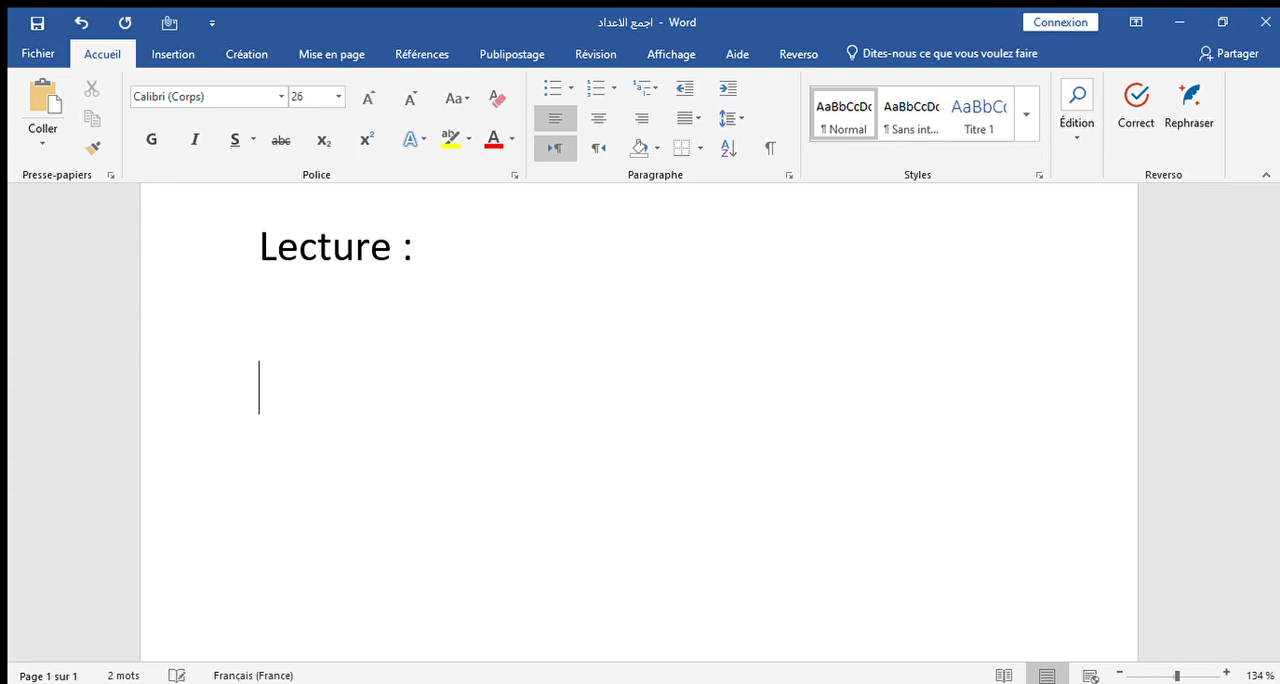 اجمع الاعداد - Word
Connexion
Fichier Accueil Insertion Création Mise en page Références Publipostage Révision Affichage Aide Reverso Dites-nous ce que vous voulez faire Partager
Calibri (Corps) 26 Aa
Coller
G I S abc X₂ X² A ab A
AaBbCcDc AaBbCcDc AaBbCc
¶ Normal ¶ Sans int... Titre 1
Édition Correct Rephraser
Presse-papiers Police Paragraphe Styles Reverso
Lecture :
Page 1 sur 1 2 mots Français (France) 134 %